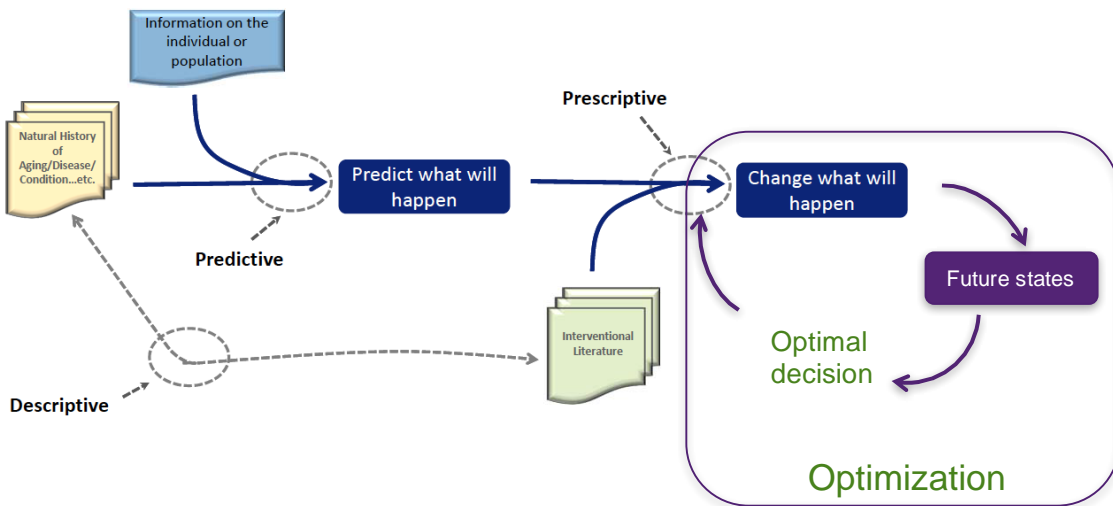 Information on the
individual or
population
Prescriptive
Natural History
of
Aging/Disease/
Condition...etc.
Predict what will
happen
Change what will
happen
Predictive
Future states
Interventional
Literature
Optimal
decision
Descriptive
Optimization